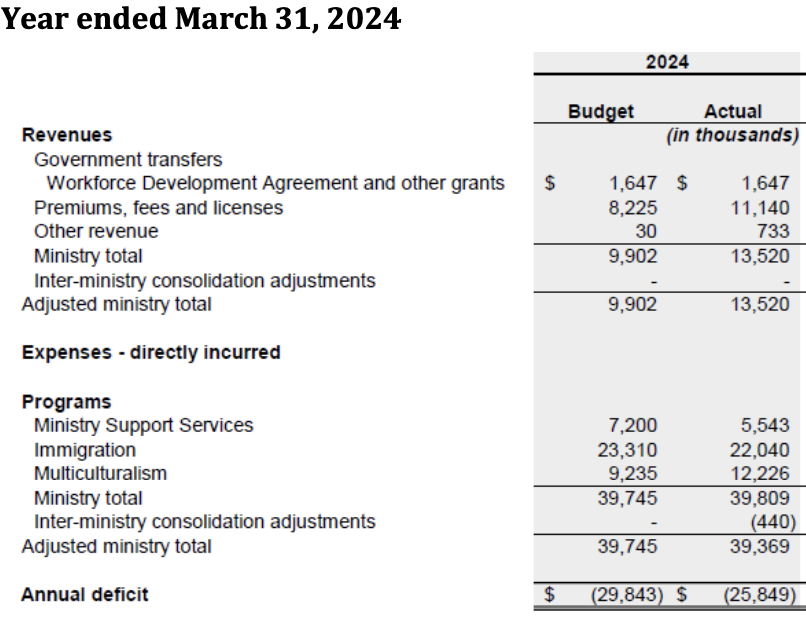 Year ended March 31, 2024
2024
Budget Actual
Revenues (in thousands)
Government transfers
Workforce Development Agreement and other grants $ 1,647 $ 1,647
Premiums, fees and licenses 8,225 11,140
Other revenue 30 733
Ministry total 9,902 13,520
Inter-ministry consolidation adjustments - -
Adjusted ministry total 9,902 13,520
Expenses - directly incurred
Programs
Ministry Support Services 7,200 5,543
Immigration 23,310 22,040
Multiculturalism 9,235 12,226
Ministry total 39,745 39,809
Inter-ministry consolidation adjustments - (440)
Adjusted ministry total 39,745 39,369
Annual deficit $ (29,843) $ (25,849)